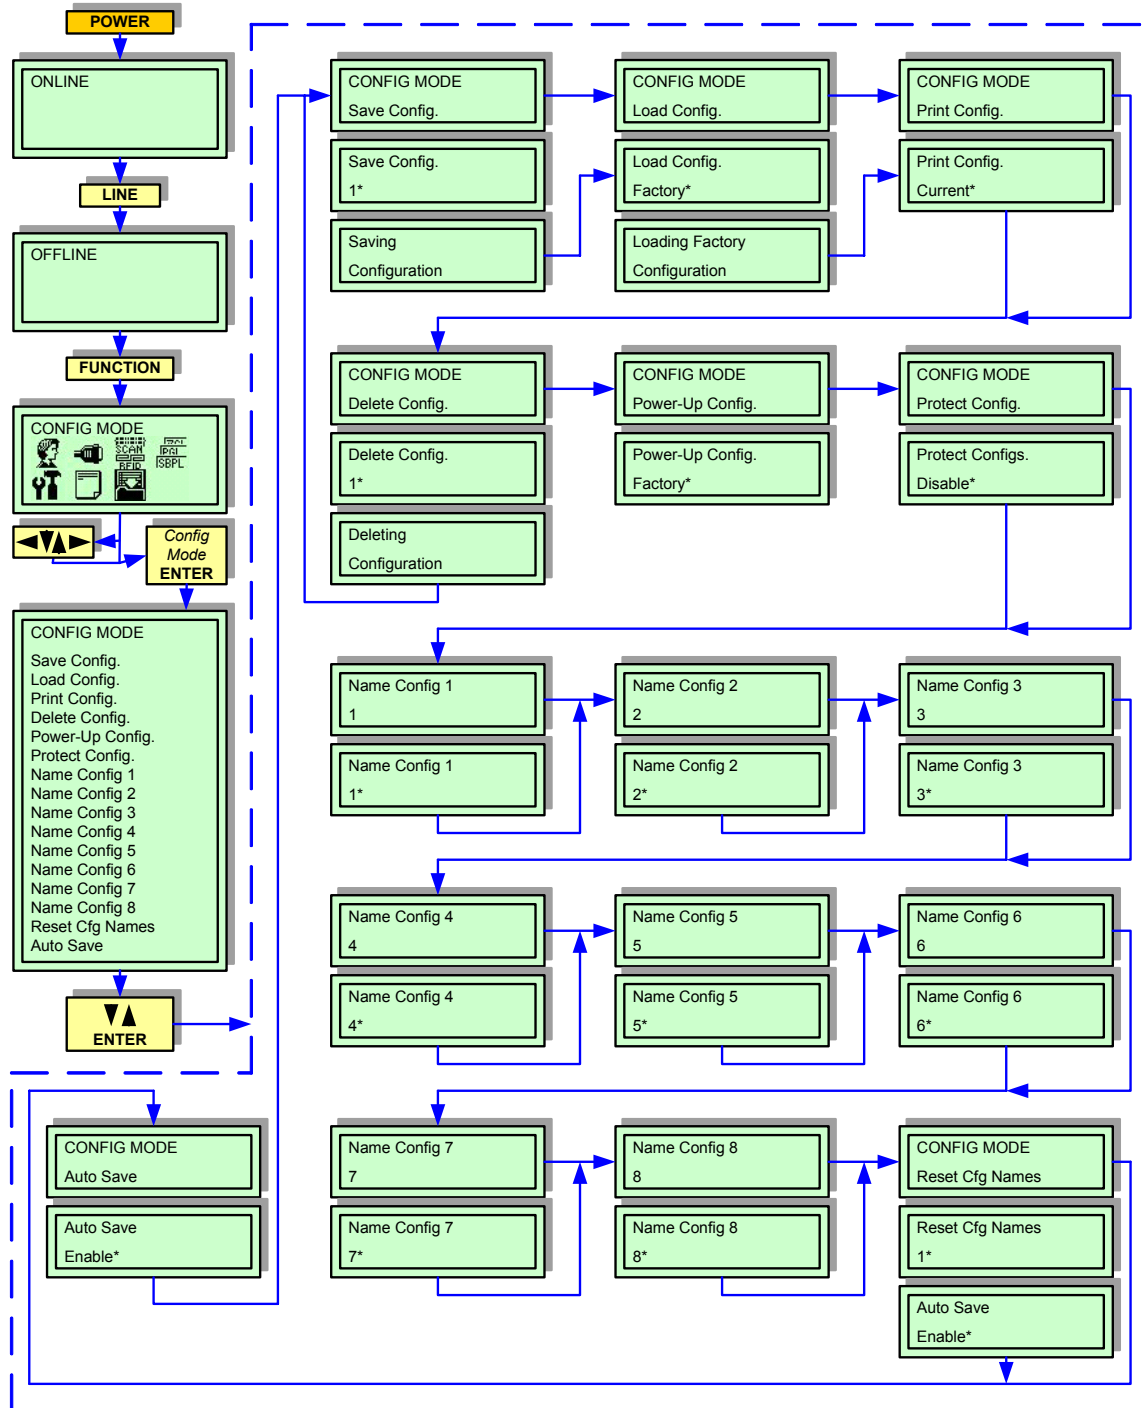 POWER
ONLINE
LINE
OFFLINE
FUNCTION
CONFIG MODE
SCAN
RFID
PGL
ISBPL
Config
Mode
ENTER
CONFIG MODE
Save Config.
Load Config.
Print Config.
Delete Config.
Power-Up Config.
Protect Config.
Name Config 1
Name Config 2
Name Config 3
Name Config 4
Name Config 5
Name Config 6
Name Config 7
Name Config 8
Reset Cfg Names
Auto Save
ENTER
CONFIG MODE
Save Config.
Save Config.
1*
Saving
Configuration
CONFIG MODE
Load Config.
Load Config.
Factory*
Loading Factory
Configuration
CONFIG MODE
Print Config.
Print Config.
Current*
CONFIG MODE
Delete Config.
Delete Config.
1*
Deleting
Configuration
CONFIG MODE
Power-Up Config.
Power-Up Config.
Factory*
CONFIG MODE
Protect Config.
Protect Configs.
Disable*
Name Config 1
1
Name Config 1
1*
Name Config 2
2
Name Config 2
2*
Name Config 3
3
Name Config 3
3*
Name Config 4
4
Name Config 4
4*
Name Config 5
5
Name Config 5
5*
Name Config 6
6
Name Config 6
6*
Name Config 7
7
Name Config 7
7*
Name Config 8
8
Name Config 8
8*
CONFIG MODE
Reset Cfg Names
Reset Cfg Names
1*
Auto Save
Enable*
CONFIG MODE
Auto Save
Auto Save
Enable*